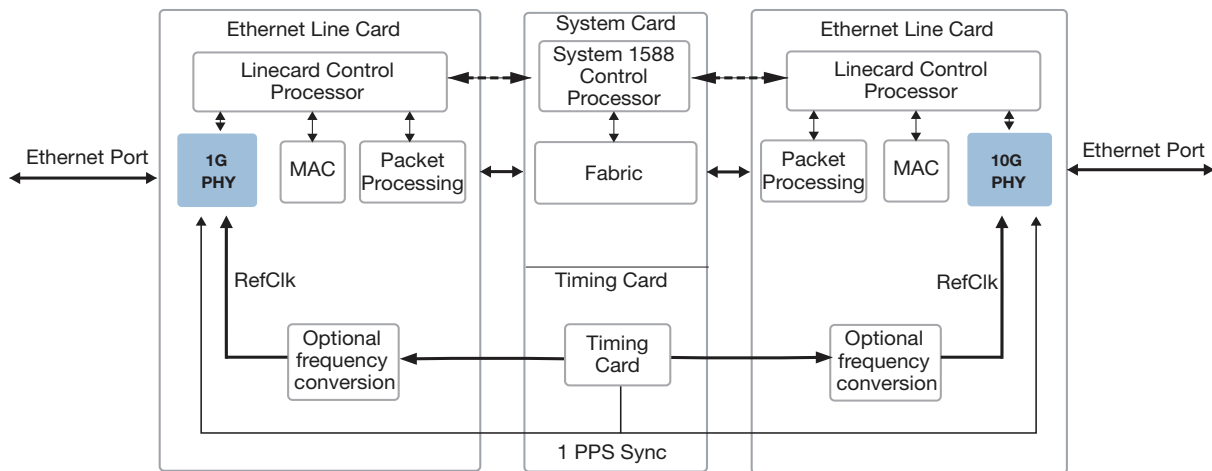 Ethernet Line Card
Linecard Control
Processor
1G
PHY
MAC
Packet
Processing
Ethernet Port
RefClk
Optional
frequency
conversion
System Card
System 1588
Control
Processor
Fabric
Timing Card
Timing
Card
1 PPS Sync
Ethernet Line Card
Linecard Control
Processor
Packet
Processing
MAC
10G
PHY
Ethernet Port
RefClk
Optional
frequency
conversion